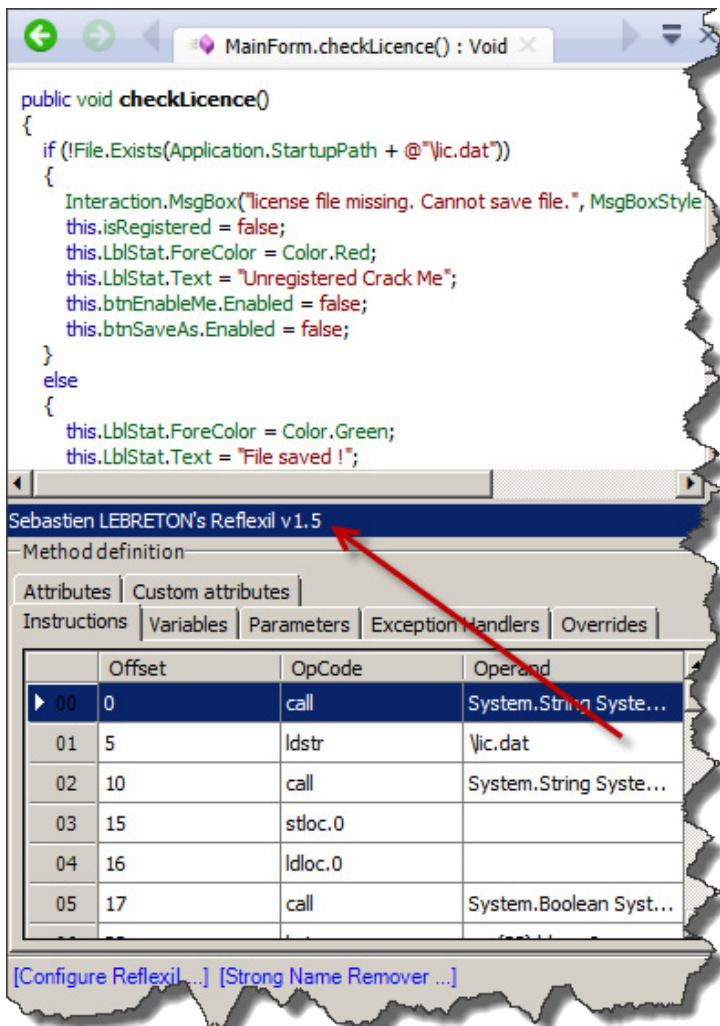 MainForm.checkLicence() : Void
public void checkLicence()
{
if (!File.Exists(Application.StartupPath + @"\lic.dat"))
{
Interaction.MsgBox("license file missing. Cannot save file.", MsgBoxStyle
this.isRegistered = false;
this.LblStat.ForeColor = Color.Red;
this.LblStat.Text = "Unregistered Crack Me";
this.btnEnableMe.Enabled = false;
this.btnSaveAs.Enabled = false;
}
else
{
this.LblStat.ForeColor = Color.Green;
this.LblStat.Text = "File saved !";
Sebastien LEBRETON's Reflexil v1.5
Method definition
Attributes Custom attributes
Instructions Variables Parameters Exception Handlers Overrides
Offset OpCode Operand
00 0 call System.String Syste...
01 5 ldstr \lic.dat
02 10 call System.String Syste...
03 15 stloc.0
04 16 ldloc.0
05 17 call System.Boolean Syst...
[Configure Reflexil ...] [Strong Name Remover ...]